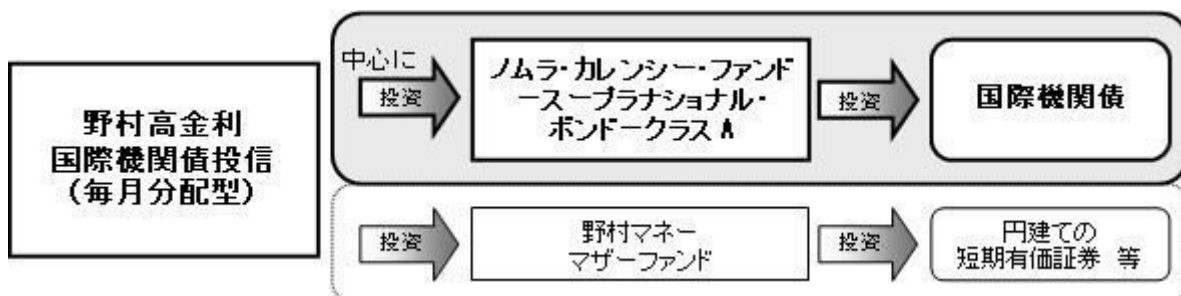 野村高金利
国際機関債投信
(毎月分配型)
中心に
投資
ノムラ・カレンシー・ファンド
ースープラナショナル・
ボンドークラスA
投資
国際機関債
投資
野村マネー
マザーファンド
投資
円建ての
短期有価証券 等